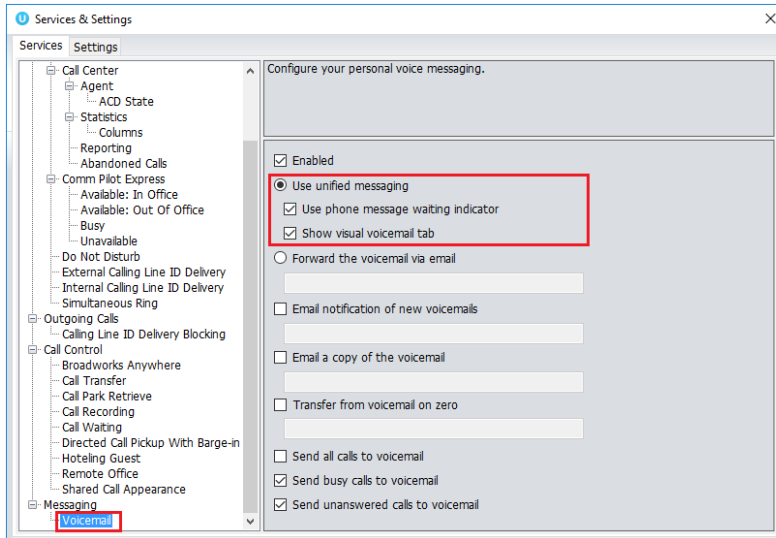 Services & Settings
Services Settings
Call Center
Agent
ACD State
Statistics
Columns
Reporting
Abandoned Calls
Comm Pilot Express
Available: In Office
Available: Out Of Office
Busy
Unavailable
Do Not Disturb
External Calling Line ID Delivery
Internal Calling Line ID Delivery
Simultaneous Ring
Outgoing Calls
Calling Line ID Delivery Blocking
Call Control
Broadworks Anywhere
Call Transfer
Call Park Retrieve
Call Recording
Call Waiting
Directed Call Pickup With Barge-in
Hoteling Guest
Remote Office
Shared Call Appearance
Messaging
Voicemail
Configure your personal voice messaging.
Enabled
Use unified messaging
Use phone message waiting indicator
Show visual voicemail tab
Forward the voicemail via email
Email notification of new voicemails
Email a copy of the voicemail
Transfer from voicemail on zero
Send all calls to voicemail
Send busy calls to voicemail
Send unanswered calls to voicemail